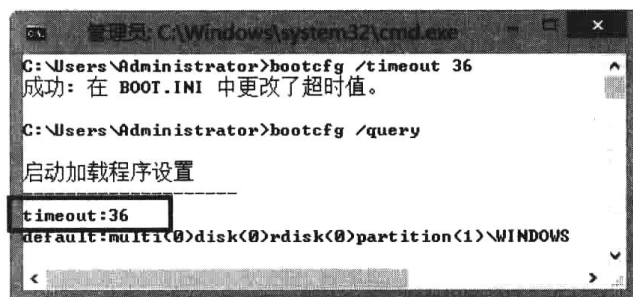 管理员: C:\Windows\system32\cmd.exe
C:\Users\Administrator>bootcfg /timeout 36
成功: 在 BOOT.INI 中更改了超时值。
C:\Users\Administrator>bootcfg /query
启动加载程序设置
--------------------
timeout:36
default:multi(0)disk(0)rdisk(0)partition(1)\WINDOWS